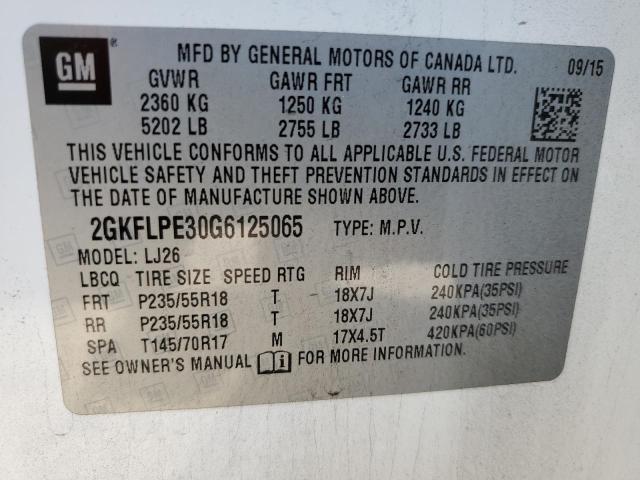 GM
MFD BY GENERAL MOTORS OF CANADA LTD. 09/15
GVWR GAWR FRT GAWR RR
2360 KG 1250 KG 1240 KG
5202 LB 2755 LB 2733 LB
THIS VEHICLE CONFORMS TO ALL APPLICABLE U.S. FEDERAL MOTOR
VEHICLE SAFETY AND THEFT PREVENTION STANDARDS IN EFFECT ON
THE DATE OF MANUFACTURE SHOWN ABOVE.
2GKFLPE30G6125065 TYPE: M.P.V.
MODEL: LJ26
LBCQ TIRE SIZE SPEED RTG RIM COLD TIRE PRESSURE
FRT P235/55R18 T 18X7J 240KPA(35PSI)
RR P235/55R18 T 18X7J 240KPA(35PSI)
SPA T145/70R17 M 17X4.5T 420KPA(60PSI)
SEE OWNER'S MANUAL FOR MORE INFORMATION.